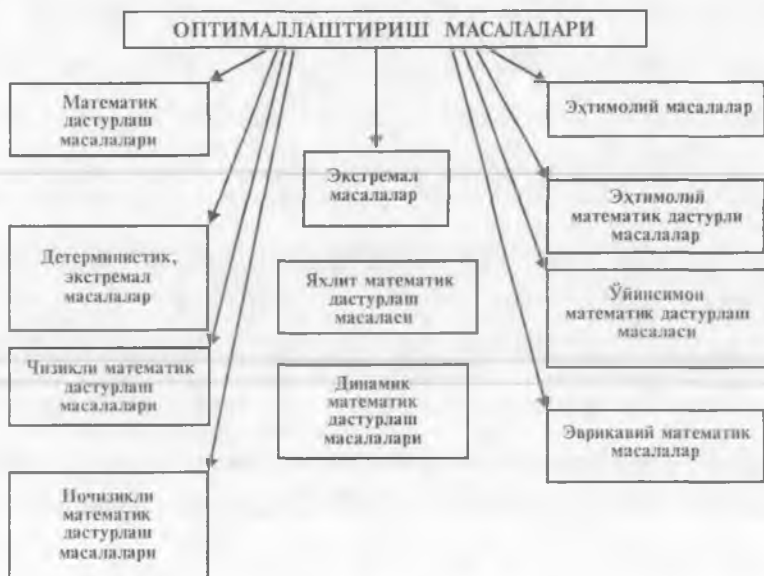 ОПТИМАЛЛАШТИРИШ МАСАЛАЛАРИ
Математик
дастурлаш
масалалари
Детерминистик,
экстремал
масалалар
Чизикли математик
дастурлаш
масалалари
Ночизикли
математик
дастурлаш
масалалари
Экстремал
масалалар
Яхлит математик
дастурлаш
масаласи
Динамик
математик
дастурлаш
масалалари
Эҳтимолий масалалар
Эҳтимолий
математик дастурли
масалалар
Ўйинсимон
математик дастурлаш
масаласи
Эврикавий математик
масалалар